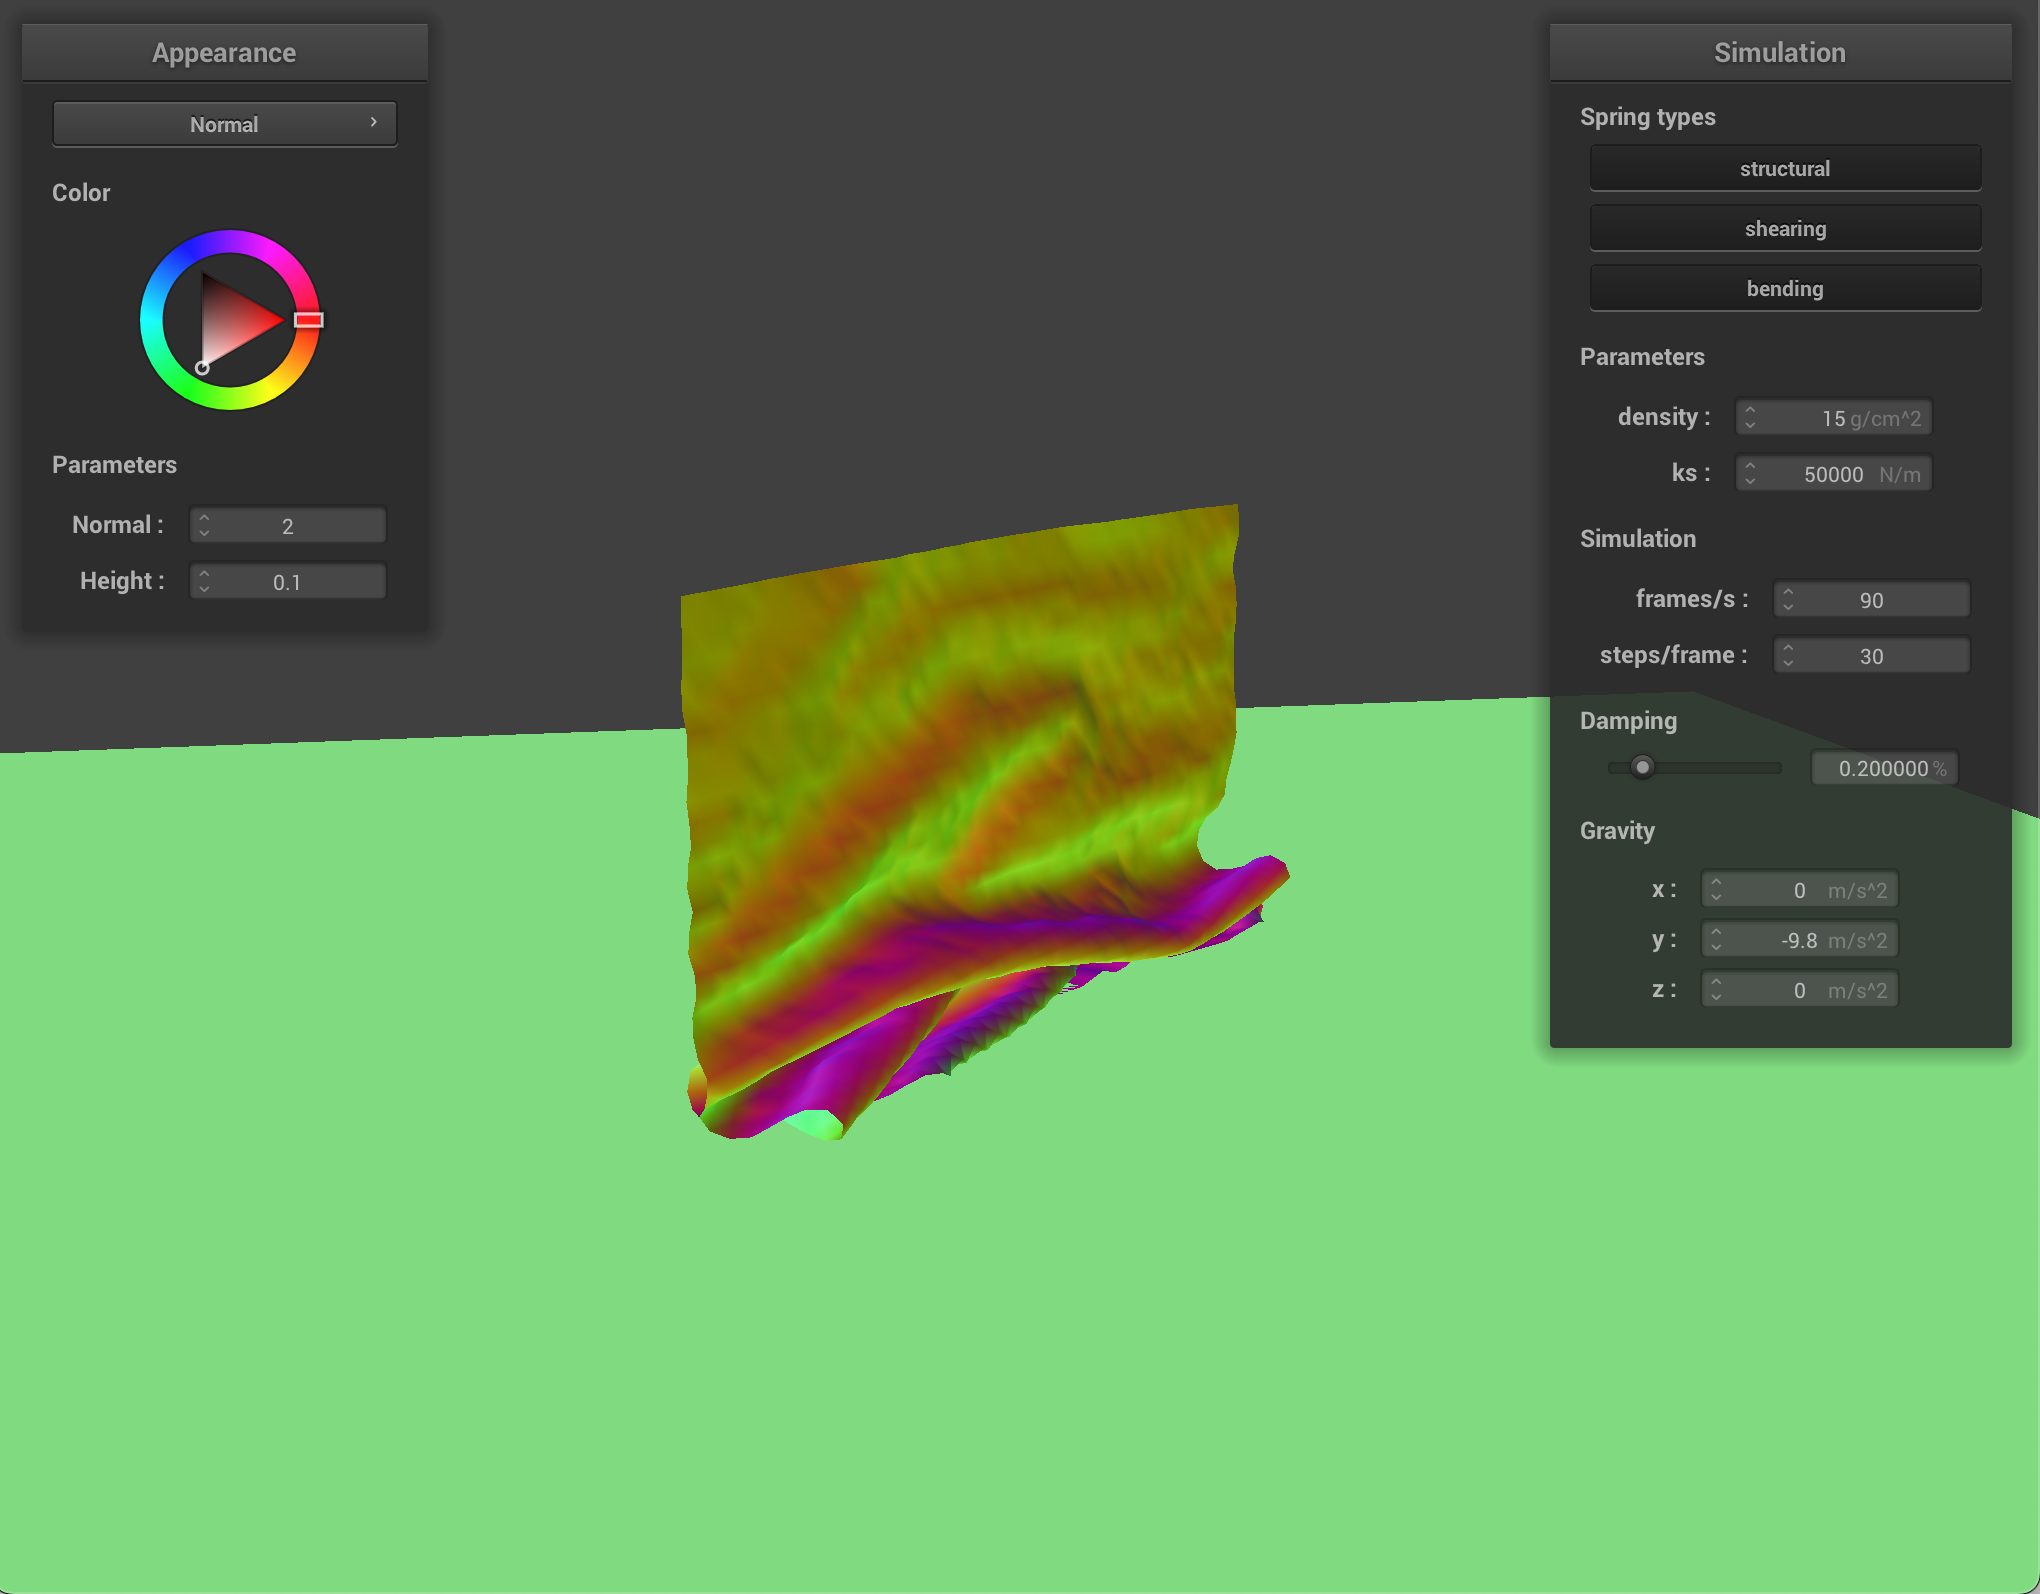 Appearance
Normal
Color
Parameters
Normal : 2
Height : 0.1
Simulation
Spring types
structural
shearing
bending
Parameters
density : 15 g/cm^2
ks : 50000 N/m
Simulation
frames/s : 90
steps/frame : 30
Damping
0.200000 %
Gravity
x : 0 m/s^2
y : -9.8 m/s^2
z : 0 m/s^2